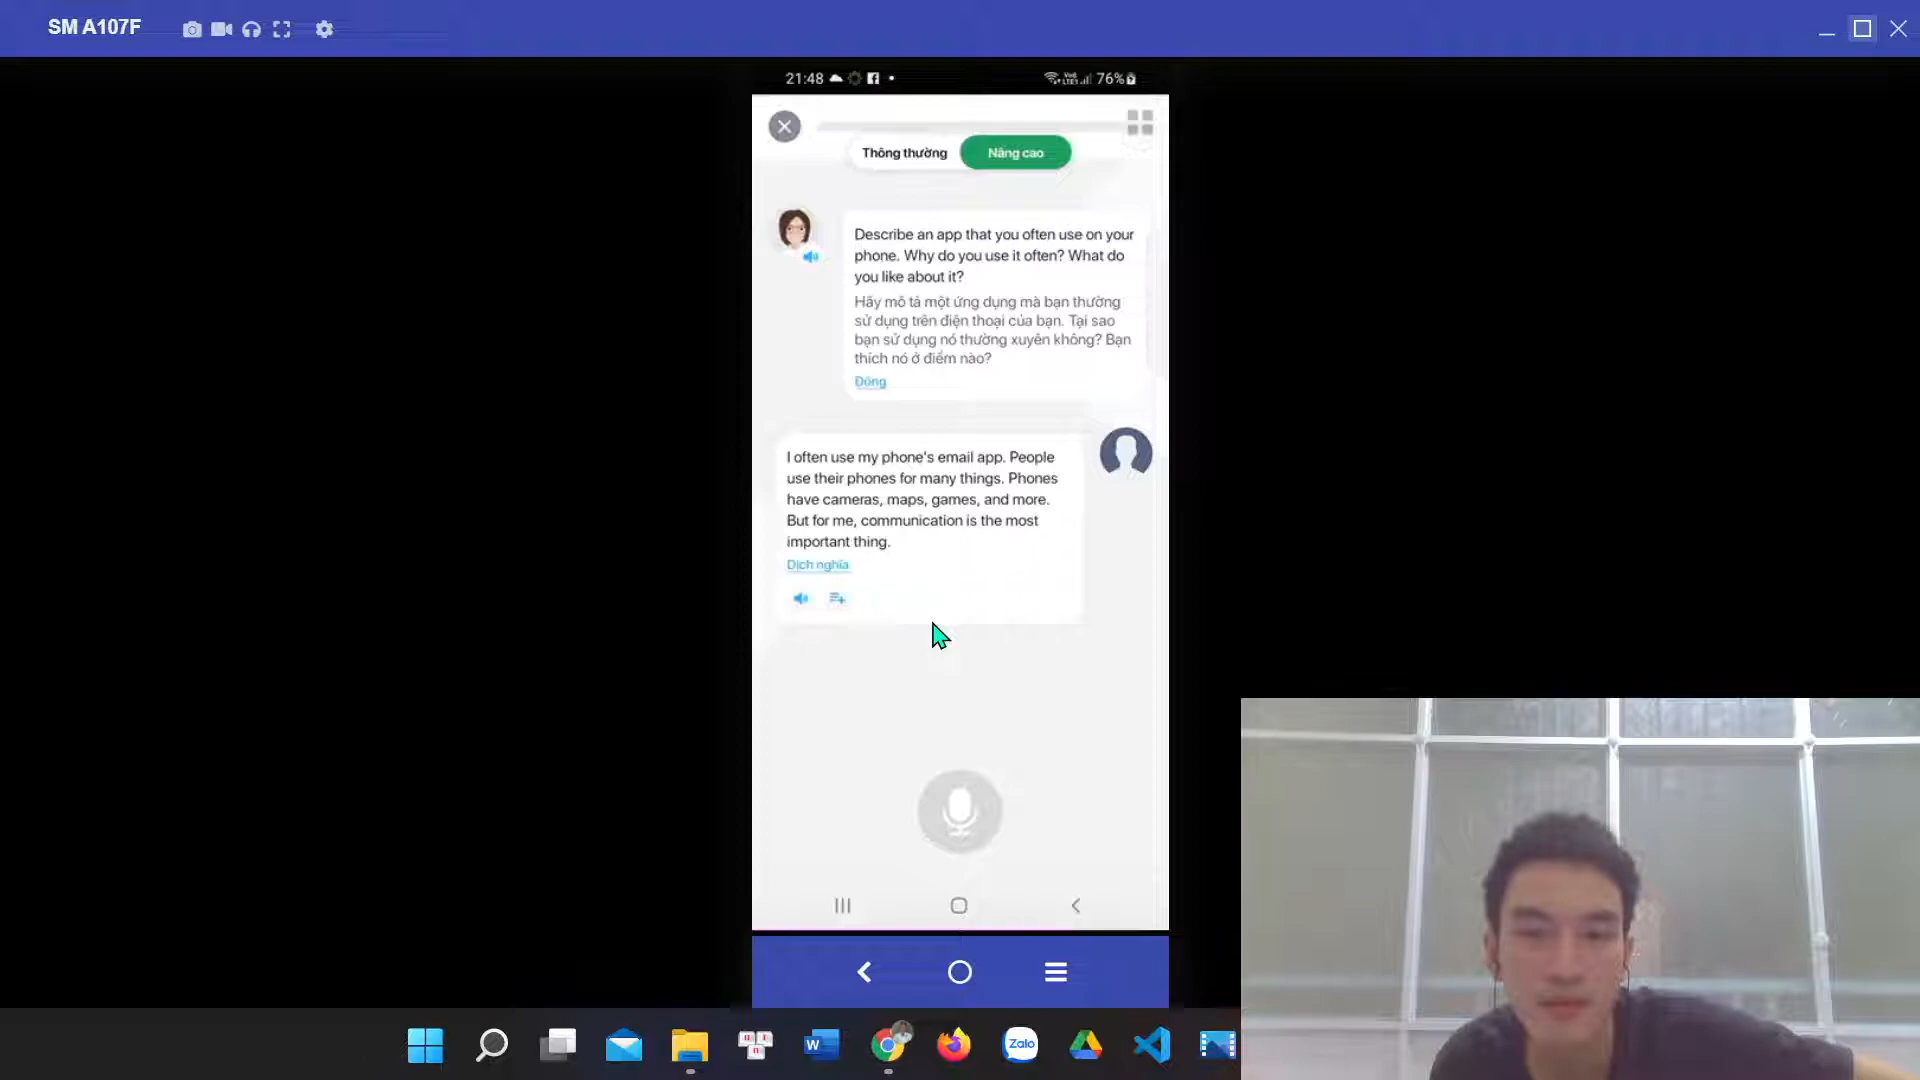 SM A107F
21:48
76%
Thông thường
Nâng cao
Describe an app that you often use on your
phone. Why do you use it often? What do
you like about it?
Hãy mô tả một ứng dụng mà bạn thường
sử dụng trên điện thoại của bạn. Tại sao
bạn sử dụng nó thường xuyên không? Bạn
thích nó ở điểm nào?
Đóng
I often use my phone's email app. People
use their phones for many things. Phones
have cameras, maps, games, and more.
But for me, communication is the most
important thing.
Dịch nghĩa
W
Zalo